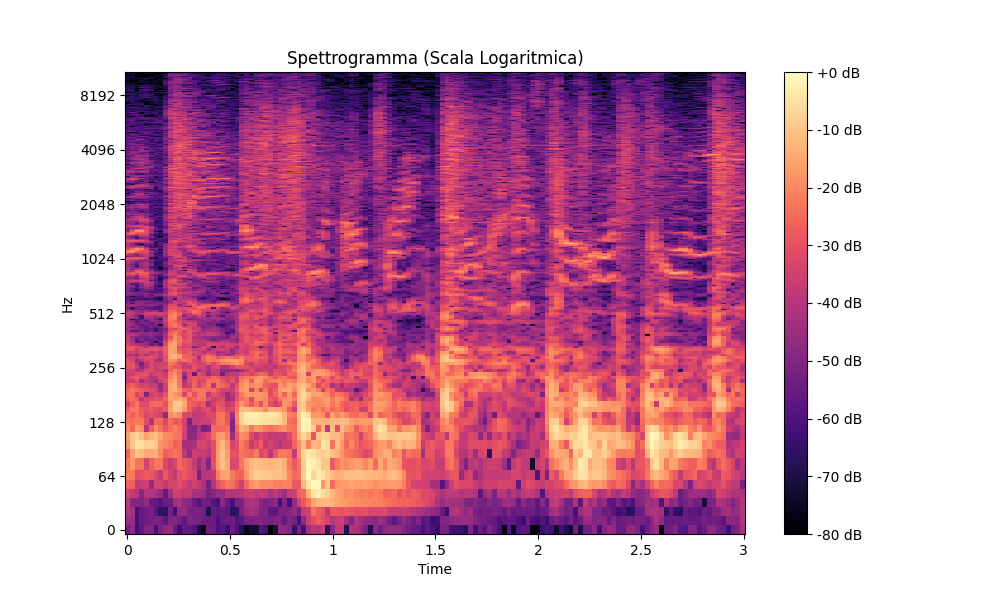 Spettrogramma (Scala Logaritmica)
Hz
8192
4096
2048
1024
512
256
128
64
0
0
0.5
1
1.5
2
2.5
3
Time
+0 dB
-10 dB
-20 dB
-30 dB
-40 dB
-50 dB
-60 dB
-70 dB
-80 dB